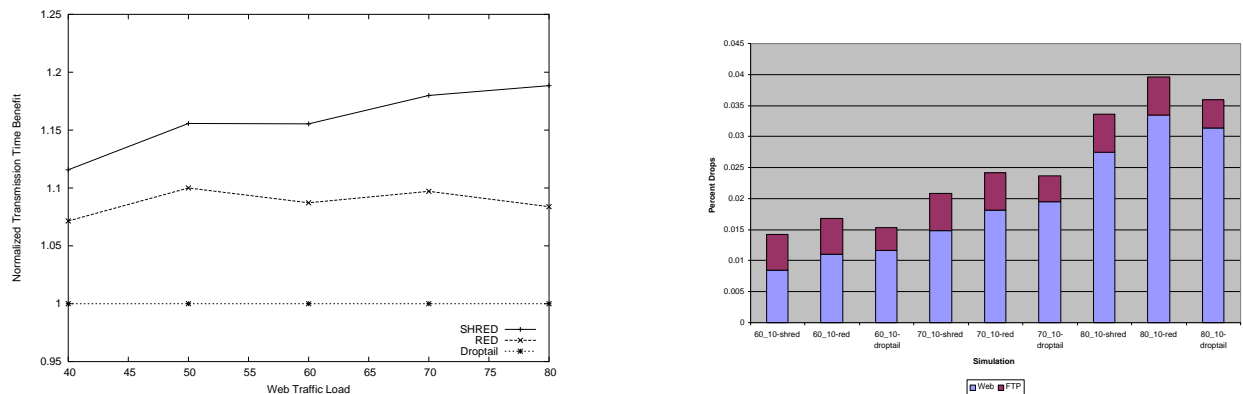 1.25
1.2
1.15
1.1
1.05
1
0.95
Normalized Transmission Time Benefit
SHRED
RED
Droptail
40 45 50 55 60 65 70 75 80
Web Traffic Load
0.045
0.04
0.035
0.03
0.025
0.02
0.015
0.01
0.005
0
Percent Drops
60_10-shred 60_10-red 60_10-droptail 70_10-shred 70_10-red 70_10-droptail 80_10-shred 80_10-red 80_10-droptail
Simulation
Web FTP